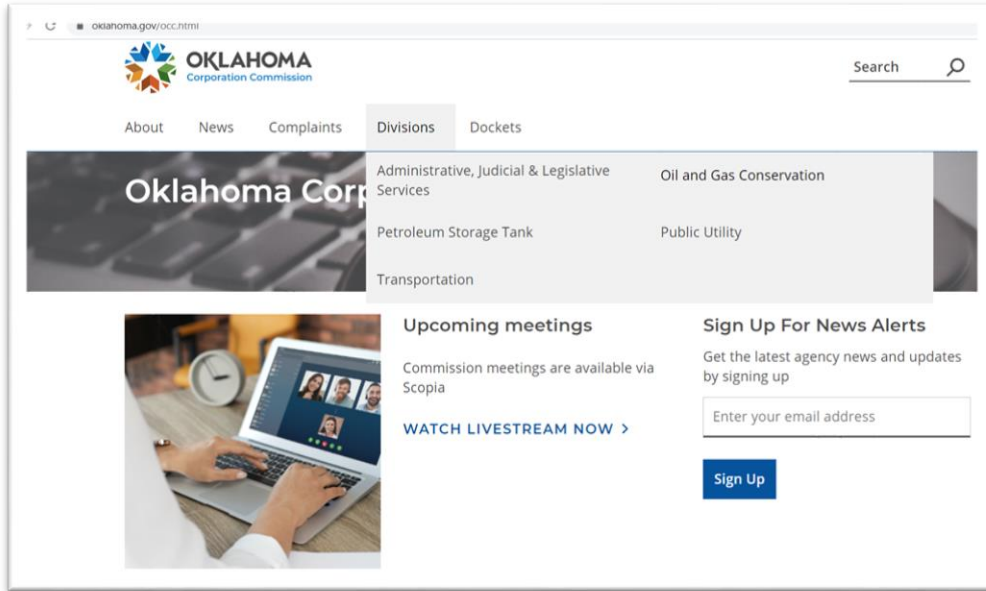 oklahoma.gov/occ.html
OKLAHOMA
Corporation Commission
Search
About News Complaints Divisions Dockets
Oklahoma Corp
Administrative, Judicial & Legislative
Services
Oil and Gas Conservation
Petroleum Storage Tank
Public Utility
Transportation
Upcoming meetings
Commission meetings are available via
Scopia
WATCH LIVESTREAM NOW >
Sign Up For News Alerts
Get the latest agency news and updates
by signing up
Enter your email address
Sign Up